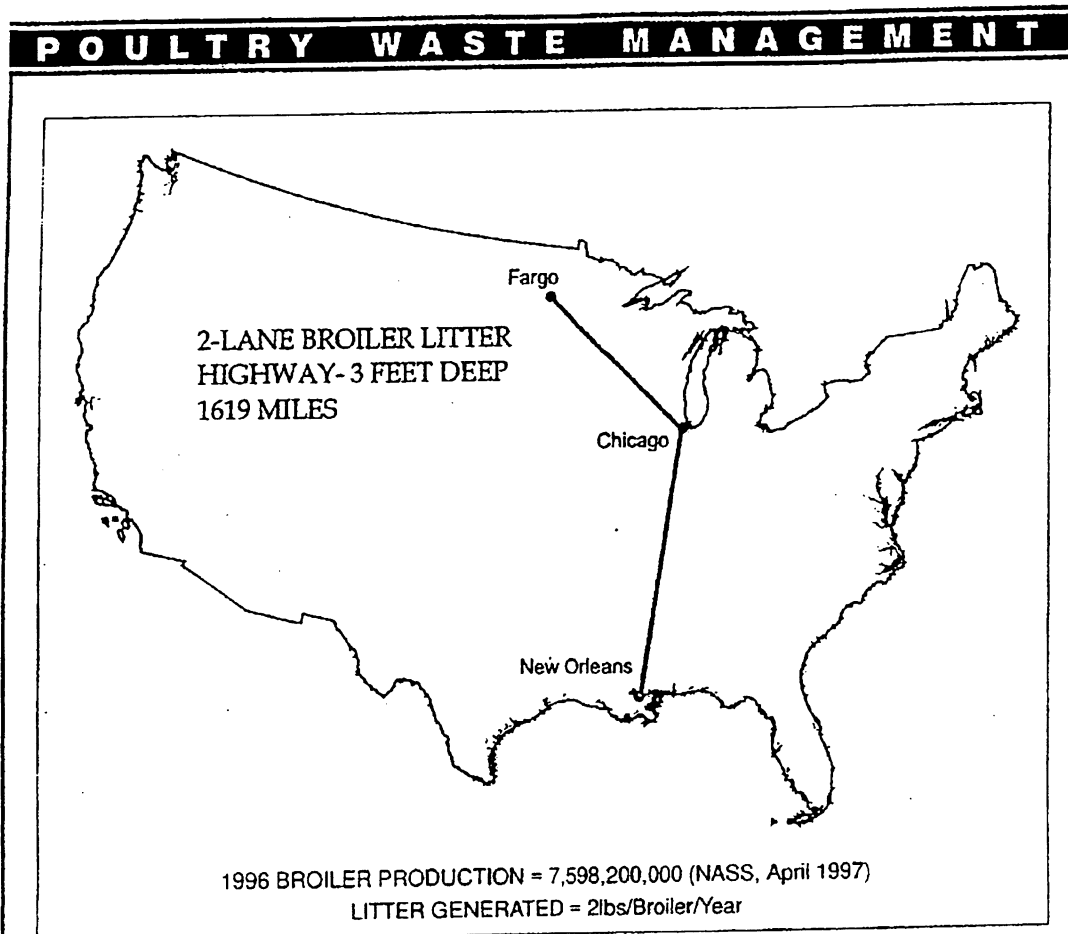 POULTRY WASTE MANAGEMENT
Fargo
2-LANE BROILER LITTER
HIGHWAY- 3 FEET DEEP
1619 MILES
Chicago
New Orleans
1996 BROILER PRODUCTION = 7,598,200,000 (NASS, April 1997)
LITTER GENERATED = 2lbs/Broiler/Year